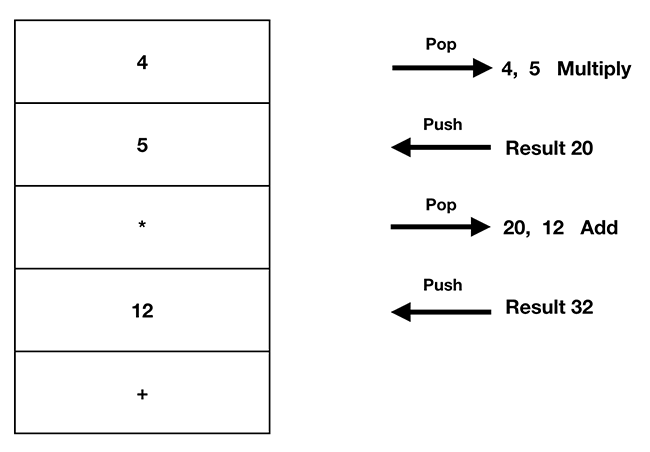 4
5
*
12
+
Pop
4, 5 Multiply
Push
Result 20
Pop
20, 12 Add
Push
Result 32